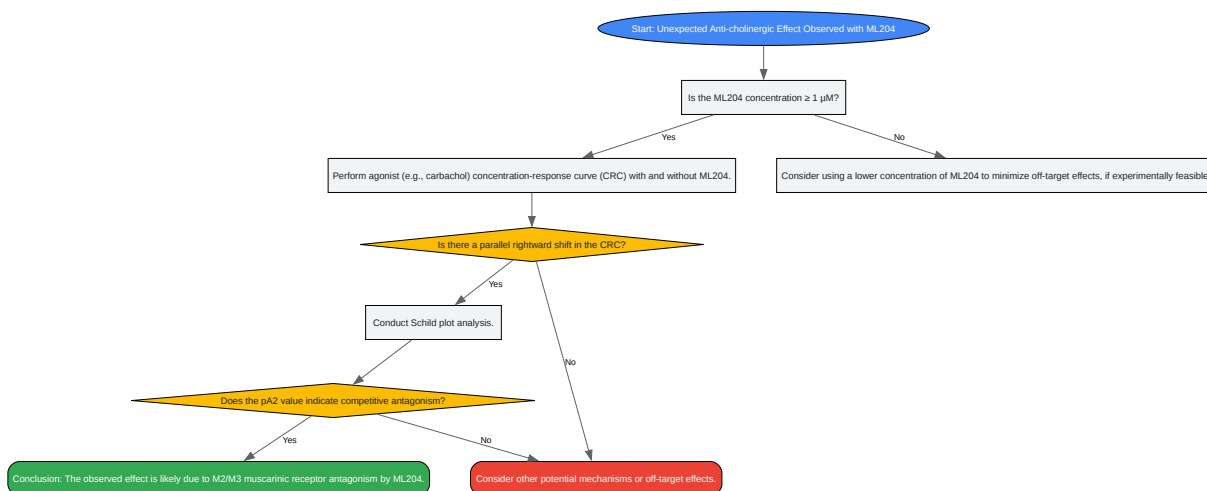 Start: Unexpected Anti-cholinergic Effect Observed with ML204
Is the ML204 concentration ≥ 1 µM?
Yes
No
Perform agonist (e.g., carbachol) concentration-response curve (CRC) with and without ML204.
Consider using a lower concentration of ML204 to minimize off-target effects, if experimentally feasible
Is there a parallel rightward shift in the CRC?
Yes
Conduct Schild plot analysis.
No
Does the pA2 value indicate competitive antagonism?
Yes
No
Conclusion: The observed effect is likely due to M2/M3 muscarinic receptor antagonism by ML204.
Consider other potential mechanisms or off-target effects.